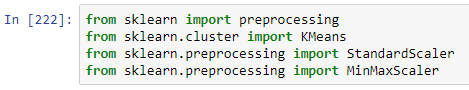 In [222]: from sklearn import preprocessing
from sklearn.cluster import KMeans
from sklearn.preprocessing import StandardScaler
from sklearn.preprocessing import MinMaxScaler